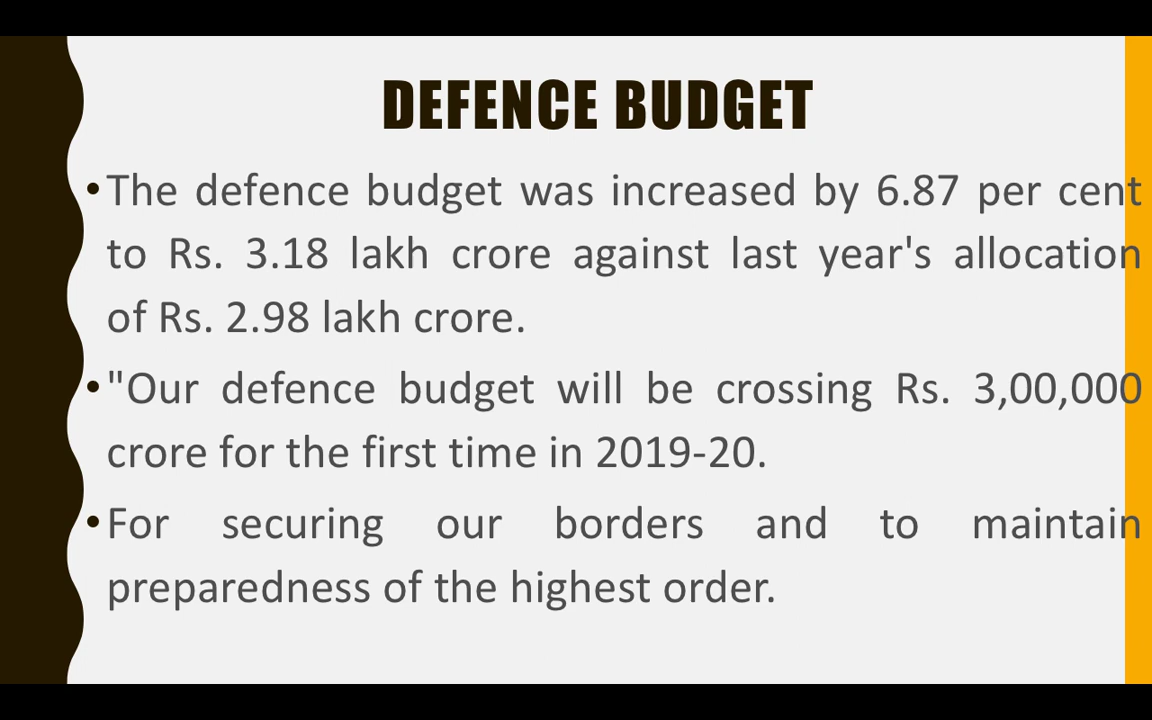 DEFENCE BUDGET
•The defence budget was increased by 6.87 per cent
to Rs. 3.18 lakh crore against last year's allocation
of Rs. 2.98 lakh crore.
•"Our defence budget will be crossing Rs. 3,00,000
crore for the first time in 2019-20.
•For securing our borders and to maintain
preparedness of the highest order.